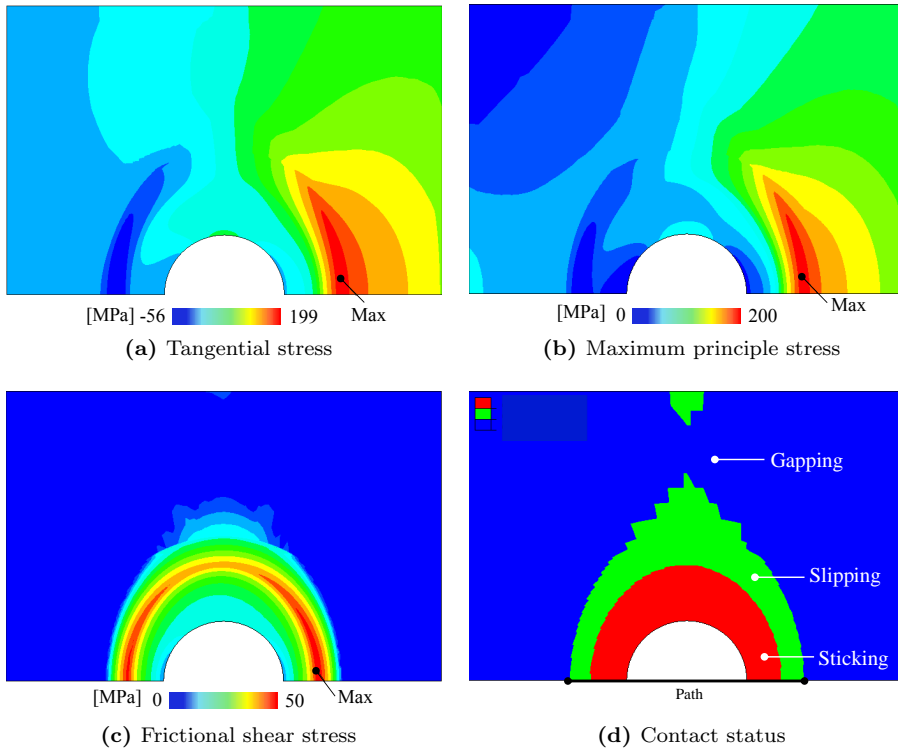 Max
Max
[MPa] -56 199
[MPa] 0 200
(a) Tangential stress
(b) Maximum principle stress
Gapping
Slipping
Sticking
Max
Path
[MPa] 0 50
(c) Frictional shear stress
(d) Contact status